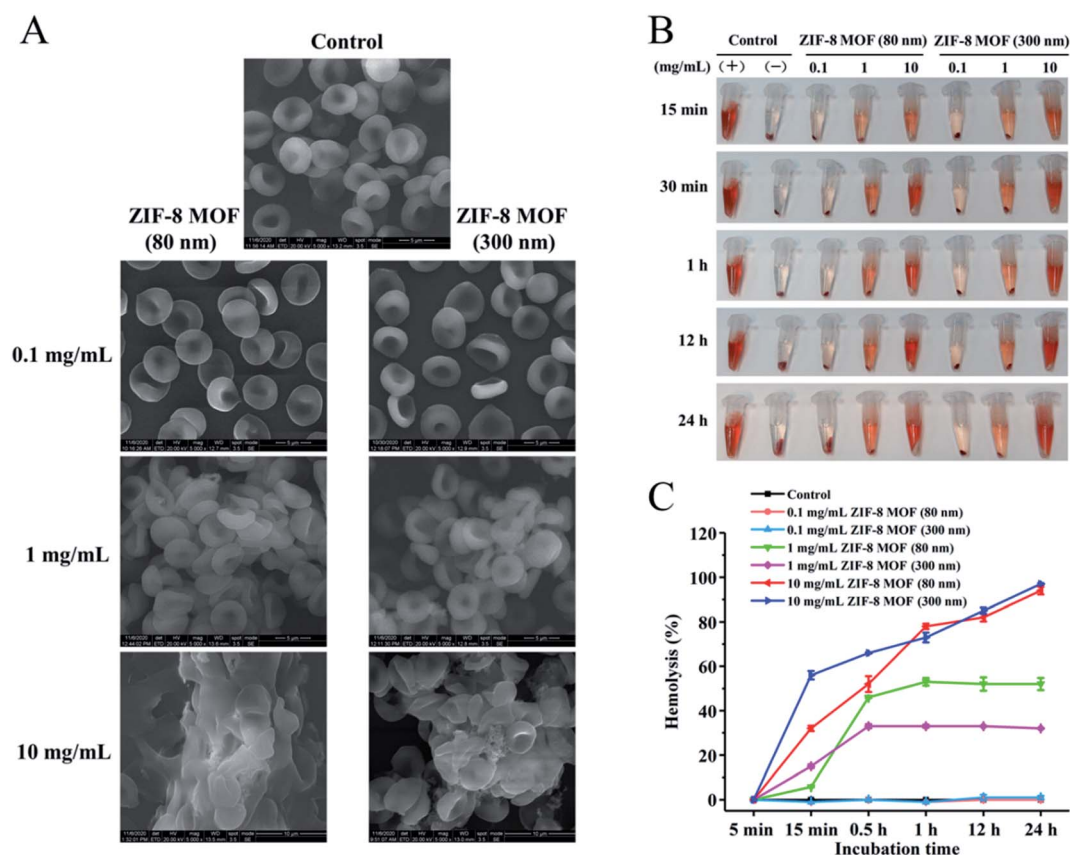 A
Control
ZIF-8 MOF
(80 nm)
ZIF-8 MOF
(300 nm)
0.1 mg/mL
1 mg/mL
10 mg/mL
B
Control
ZIF-8 MOF (80 nm)
ZIF-8 MOF (300 nm)
(mg/mL) (+) (−) 0.1 1 10 0.1 1 10
15 min
30 min
1 h
12 h
24 h
C
Control
0.1 mg/mL ZIF-8 MOF (80 nm)
0.1 mg/mL ZIF-8 MOF (300 nm)
1 mg/mL ZIF-8 MOF (80 nm)
1 mg/mL ZIF-8 MOF (300 nm)
10 mg/mL ZIF-8 MOF (80 nm)
10 mg/mL ZIF-8 MOF (300 nm)
120
100
80
60
40
20
0
Hemolysis (%)
5 min 15 min 0.5 h 1 h 12 h 24 h
Incubation time